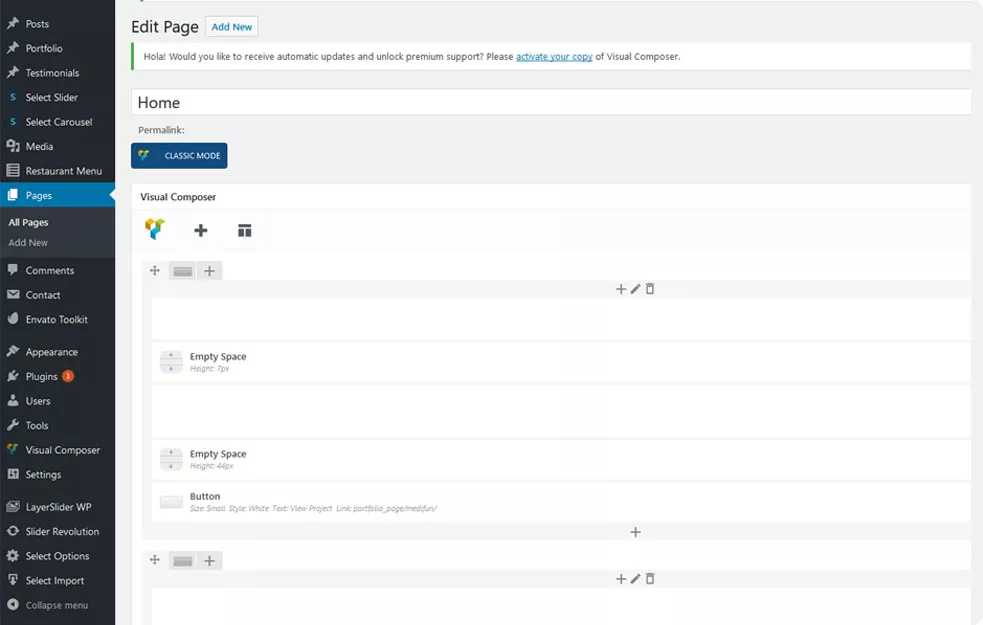 Posts
Portfolio
Testimonials
S Select Slider
S Select Carousel
Media
Restaurant Menu
Pages
All Pages
Add New
Comments
Contact
Envato Toolkit
Appearance
Plugins 3
Users
Tools
Visual Composer
Settings
LayerSlider WP
Slider Revolution
Select Options
Select Import
Collapse menu
Edit Page Add New
Hola! Would you like to receive automatic updates and unlock premium support? Please activate your copy of Visual Composer.
Home
Permalink:
CLASSIC MODE
Visual Composer
Empty Space
Height: 7px
Empty Space
Height: 44px
Button
Size: Small Style: White Text: View Project Link: portfolio_page/medifun/